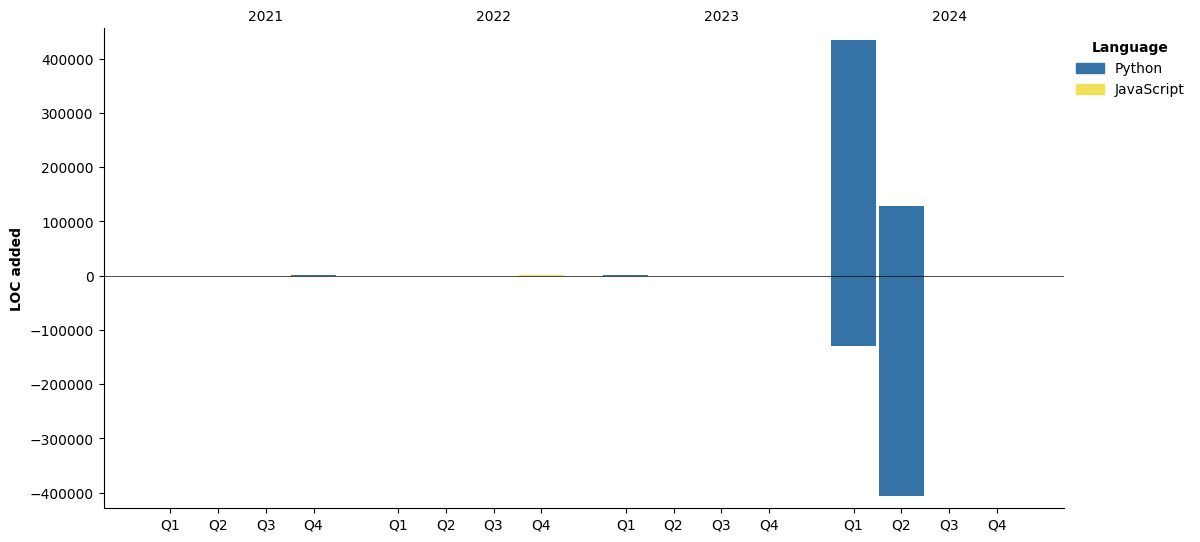 2021 2022 2023 2024
Language
Python
JavaScript
LOC added
400000
300000
200000
100000
0
−100000
−200000
−300000
−400000
Q1 Q2 Q3 Q4 Q1 Q2 Q3 Q4 Q1 Q2 Q3 Q4 Q1 Q2 Q3 Q4